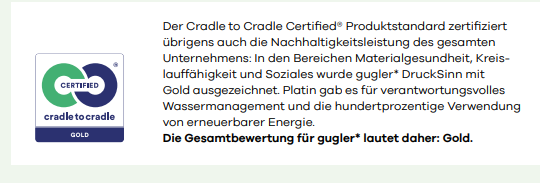 Der Cradle to Cradle Certified® Produktstandard zertifiziert
übrigens auch die Nachhaltigkeitsleistung des gesamten
Unternehmens: In den Bereichen Materialgesundheit, Kreis-
lauffähigkeit und Soziales wurde gugler* DruckSinn mit
Gold ausgezeichnet. Platin gab es für verantwortungsvolles
Wassermanagement und die hundertprozentige Verwendung
von erneuerbarer Energie.
Die Gesamtbewertung für gugler* lautet daher: Gold.
®
CERTIFIED
cradletocradle
GOLD